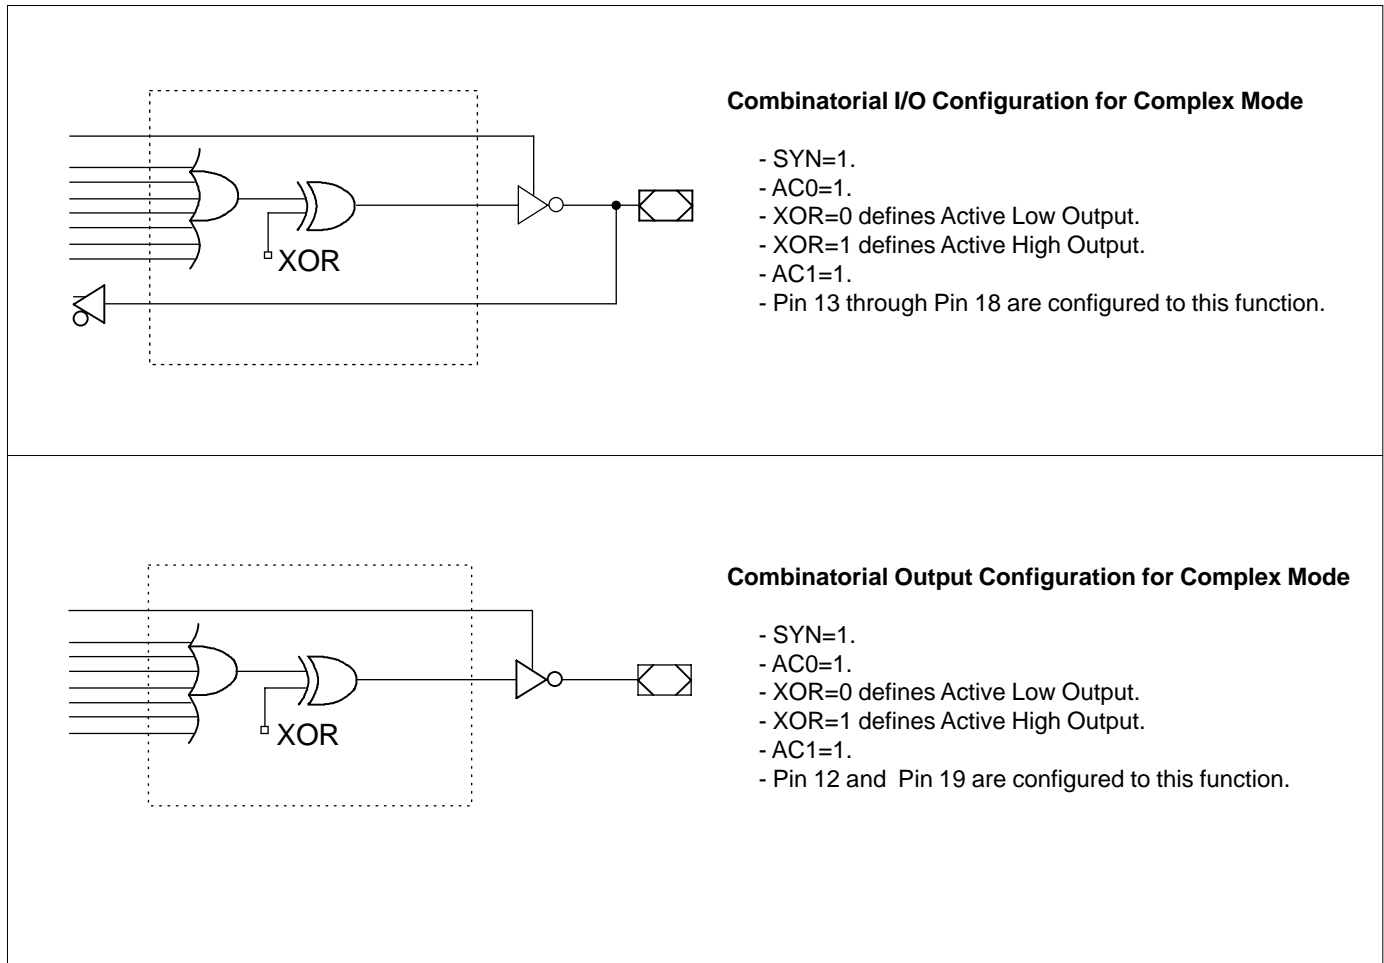 Combinatorial I/O Configuration for Complex Mode
- SYN=1.
- AC0=1.
- XOR=0 defines Active Low Output.
- XOR=1 defines Active High Output.
- AC1=1.
- Pin 13 through Pin 18 are configured to this function.
XOR
Combinatorial Output Configuration for Complex Mode
- SYN=1.
- AC0=1.
- XOR=0 defines Active Low Output.
- XOR=1 defines Active High Output.
- AC1=1.
- Pin 12 and  Pin 19 are configured to this function.
XOR